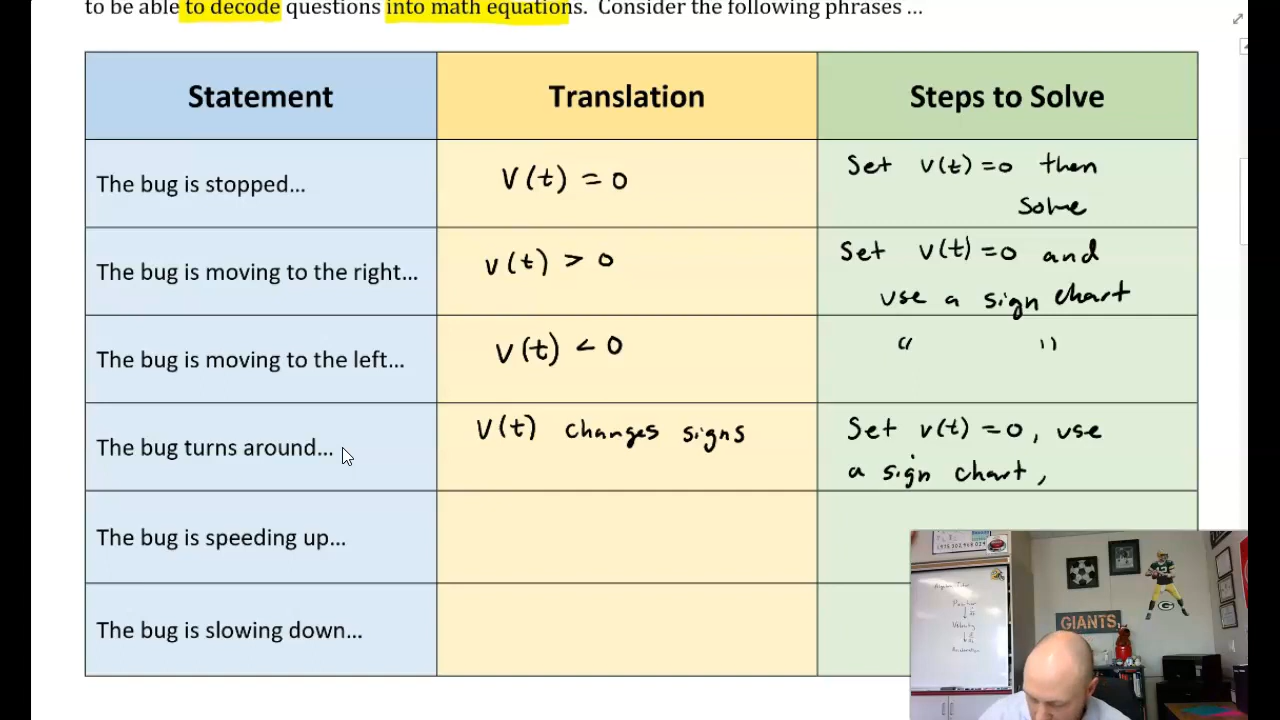 to be able to decode questions into math equations. Consider the following phrases ...
Statement
Translation
Steps to Solve
The bug is stopped...
V(t) = 0
Set v(t) = 0 then
Solve
The bug is moving to the right...
v(t) > 0
Set v(t) = 0 and
use a sign chart
The bug is moving to the left...
v(t) < 0
“ ”
The bug turns around...
V(t) changes signs
Set v(t) = 0, use
a sign chart,
The bug is speeding up...
The bug is slowing down...
GIANTS
Velocity